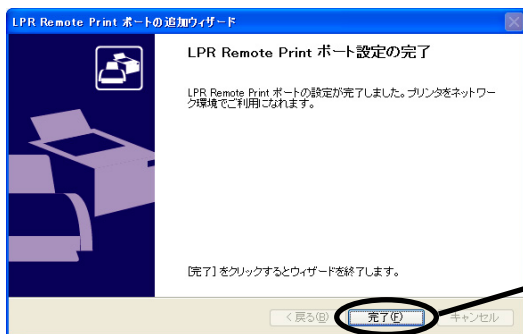 LPR Remote Print ポートの追加ウィザード
LPR Remote Print ポート設定の完了
LPR Remote Print ポートの設定が完了しました。プリンタをネットワー
ク環境でご利用になれます。
[完了] をクリックするとウィザードを終了します。
< 戻る(B)
完了(F)
キャンセル